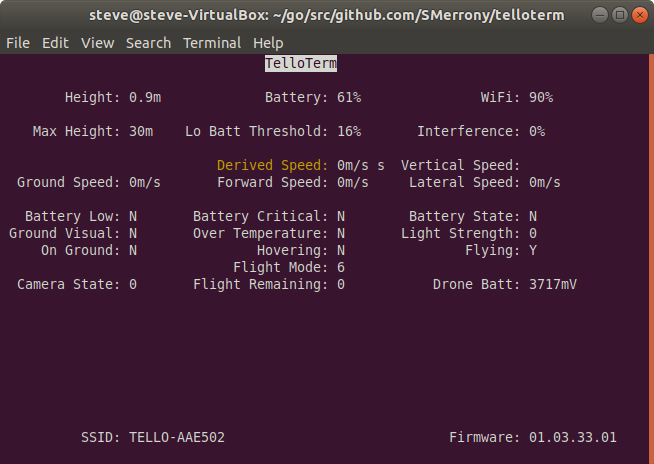 steve@steve-VirtualBox: ~/go/src/github.com/SMerrony/telloterm
File Edit View Search Terminal Help
TelloTerm
Height: 0.9m Battery: 61% WiFi: 90%
Max Height: 30m Lo Batt Threshold: 16% Interference: 0%
Derived Speed: 0m/s s Vertical Speed:
Ground Speed: 0m/s Forward Speed: 0m/s Lateral Speed: 0m/s
Battery Low: N Battery Critical: N Battery State: N
Ground Visual: N Over Temperature: N Light Strength: 0
On Ground: N Hovering: N Flying: Y
Flight Mode: 6
Camera State: 0 Flight Remaining: 0 Drone Batt: 3717mV
SSID: TELLO-AAE502 Firmware: 01.03.33.01